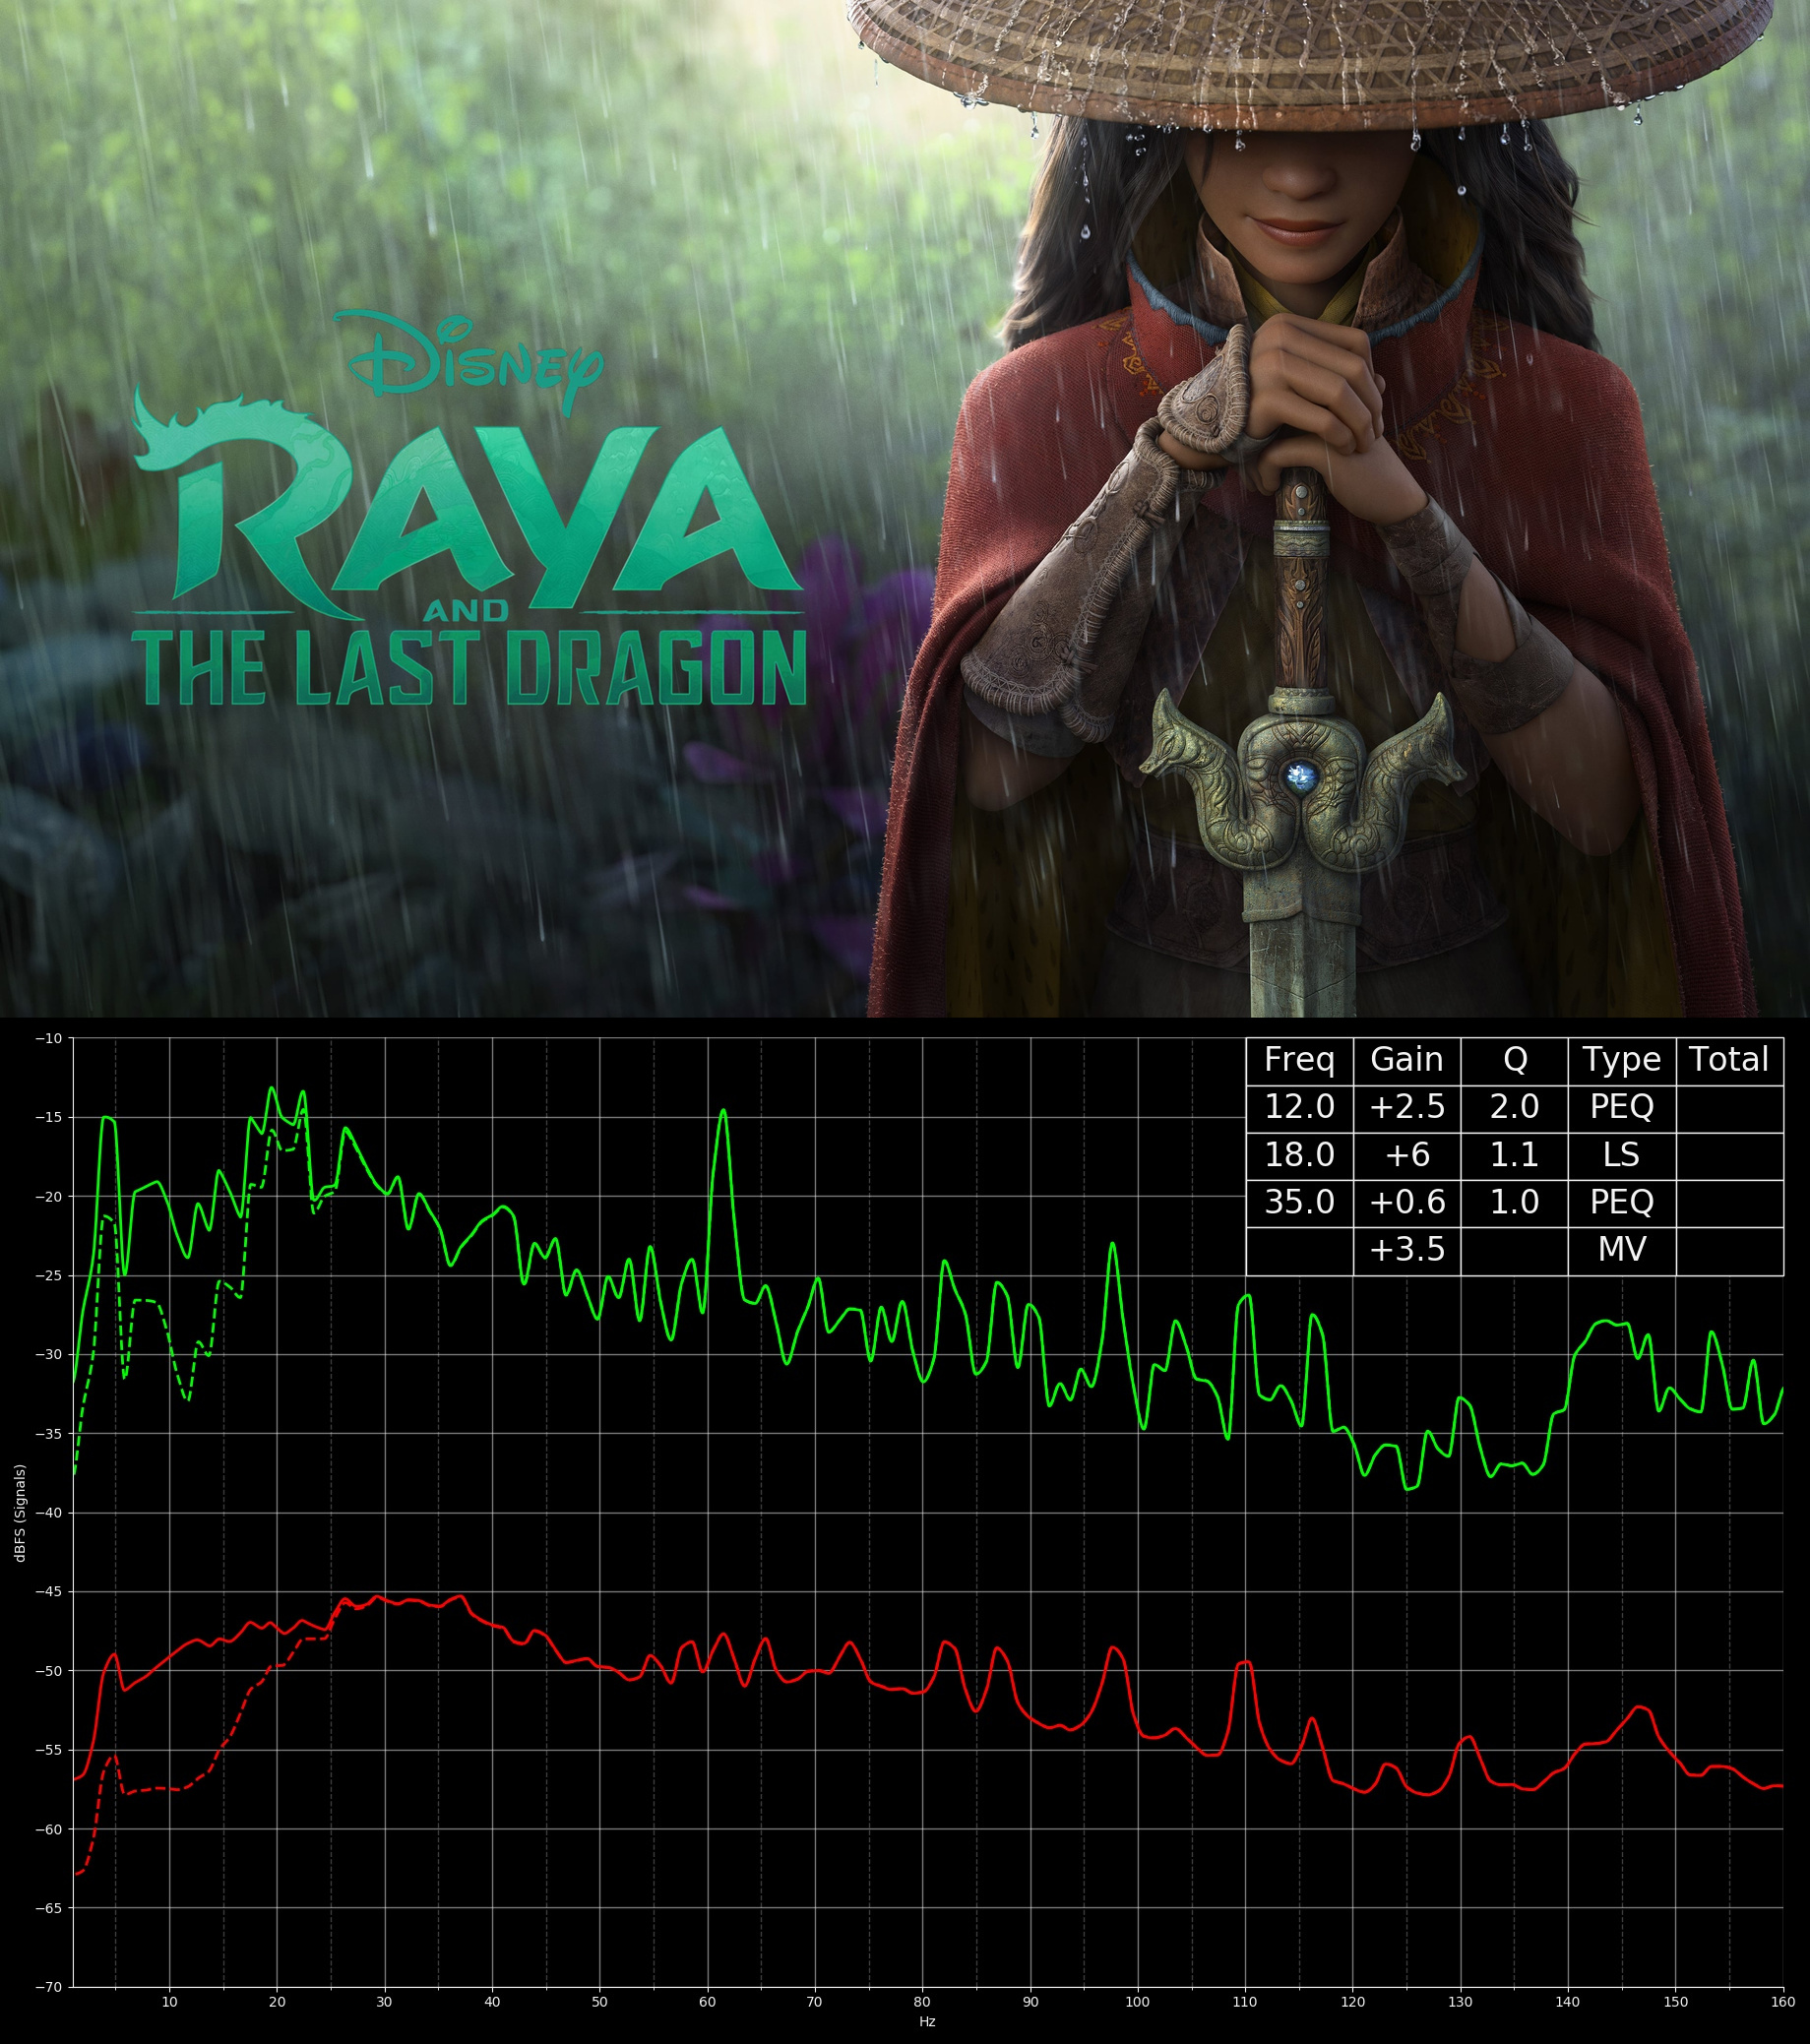 DISNEY
RAYA
AND
THE LAST DRAGON
Freq Gain Q Type Total
12.0 +2.5 2.0 PEQ
18.0 +6 1.1 LS
35.0 +0.6 1.0 PEQ
+3.5 MV
−10
−15
−20
−25
−30
−35
−40
−45
−50
−55
−60
−65
−70
dBFS (Signals)
10 20 30 40 50 60 70 80 90 100 110 120 130 140 150 160
Hz